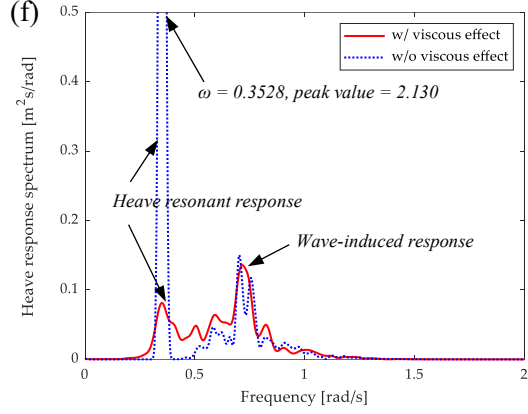 (f)
0.5
w/ viscous effect
w/o viscous effect
ω = 0.3528, peak value = 2.130
0.4
0.3
Heave resonant response
0.2
Wave-induced response
0.1
0
0
0.5
1
1.5
2
Frequency [rad/s]
Heave response spectrum [m²s/rad]